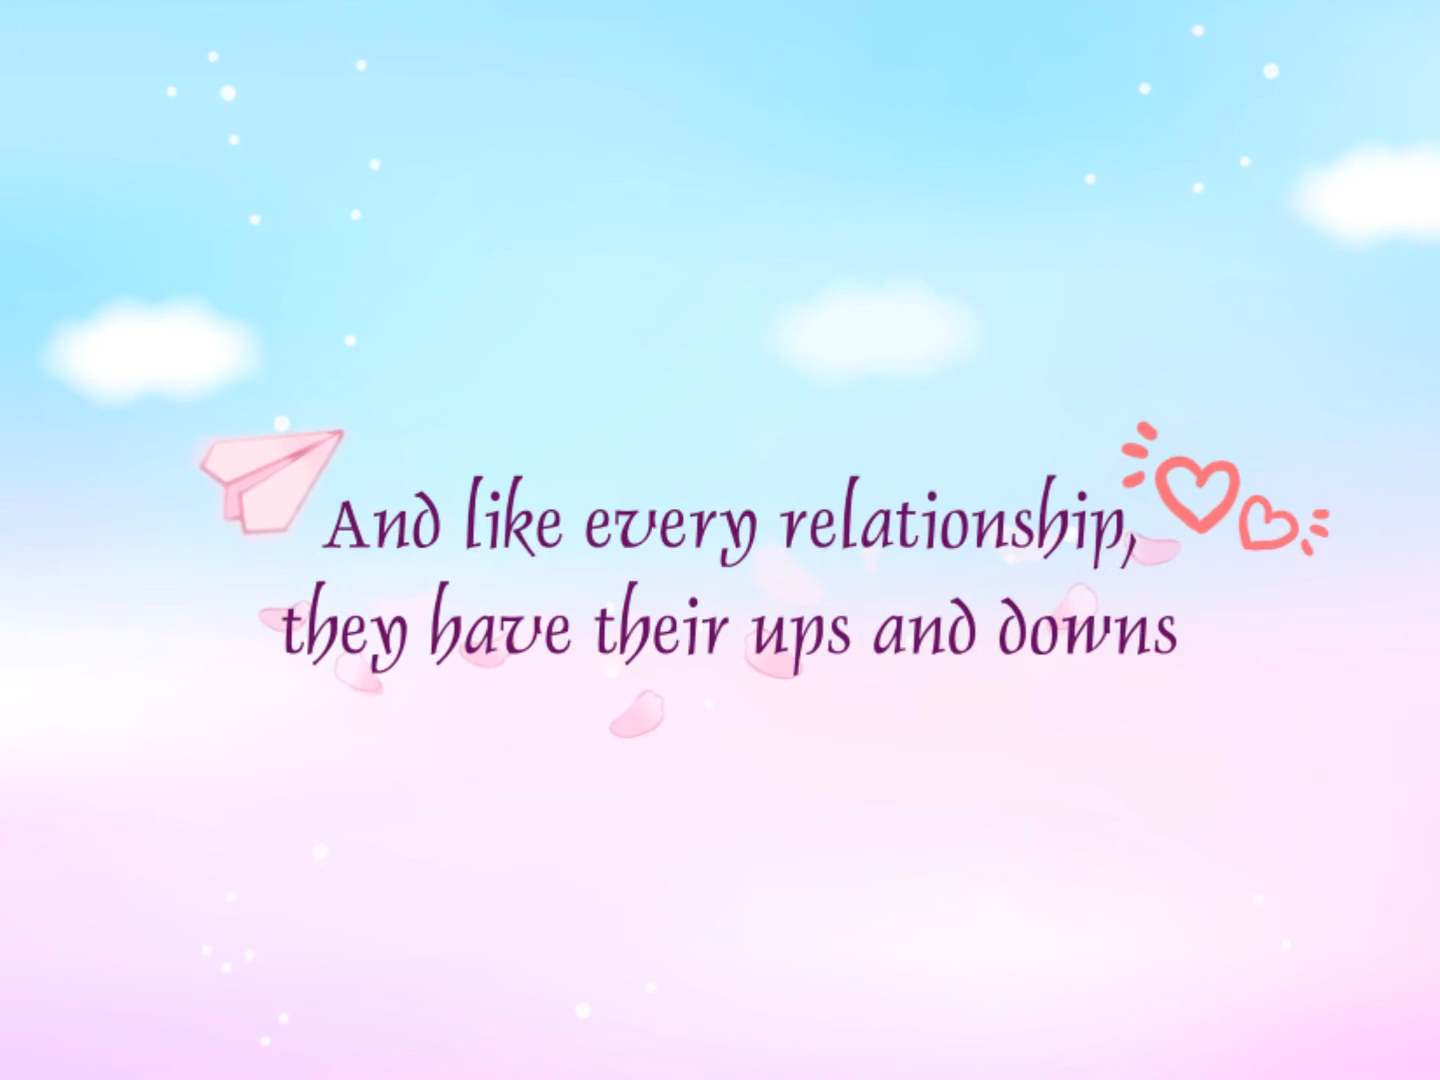 And like every relationship,
they have their ups and downs